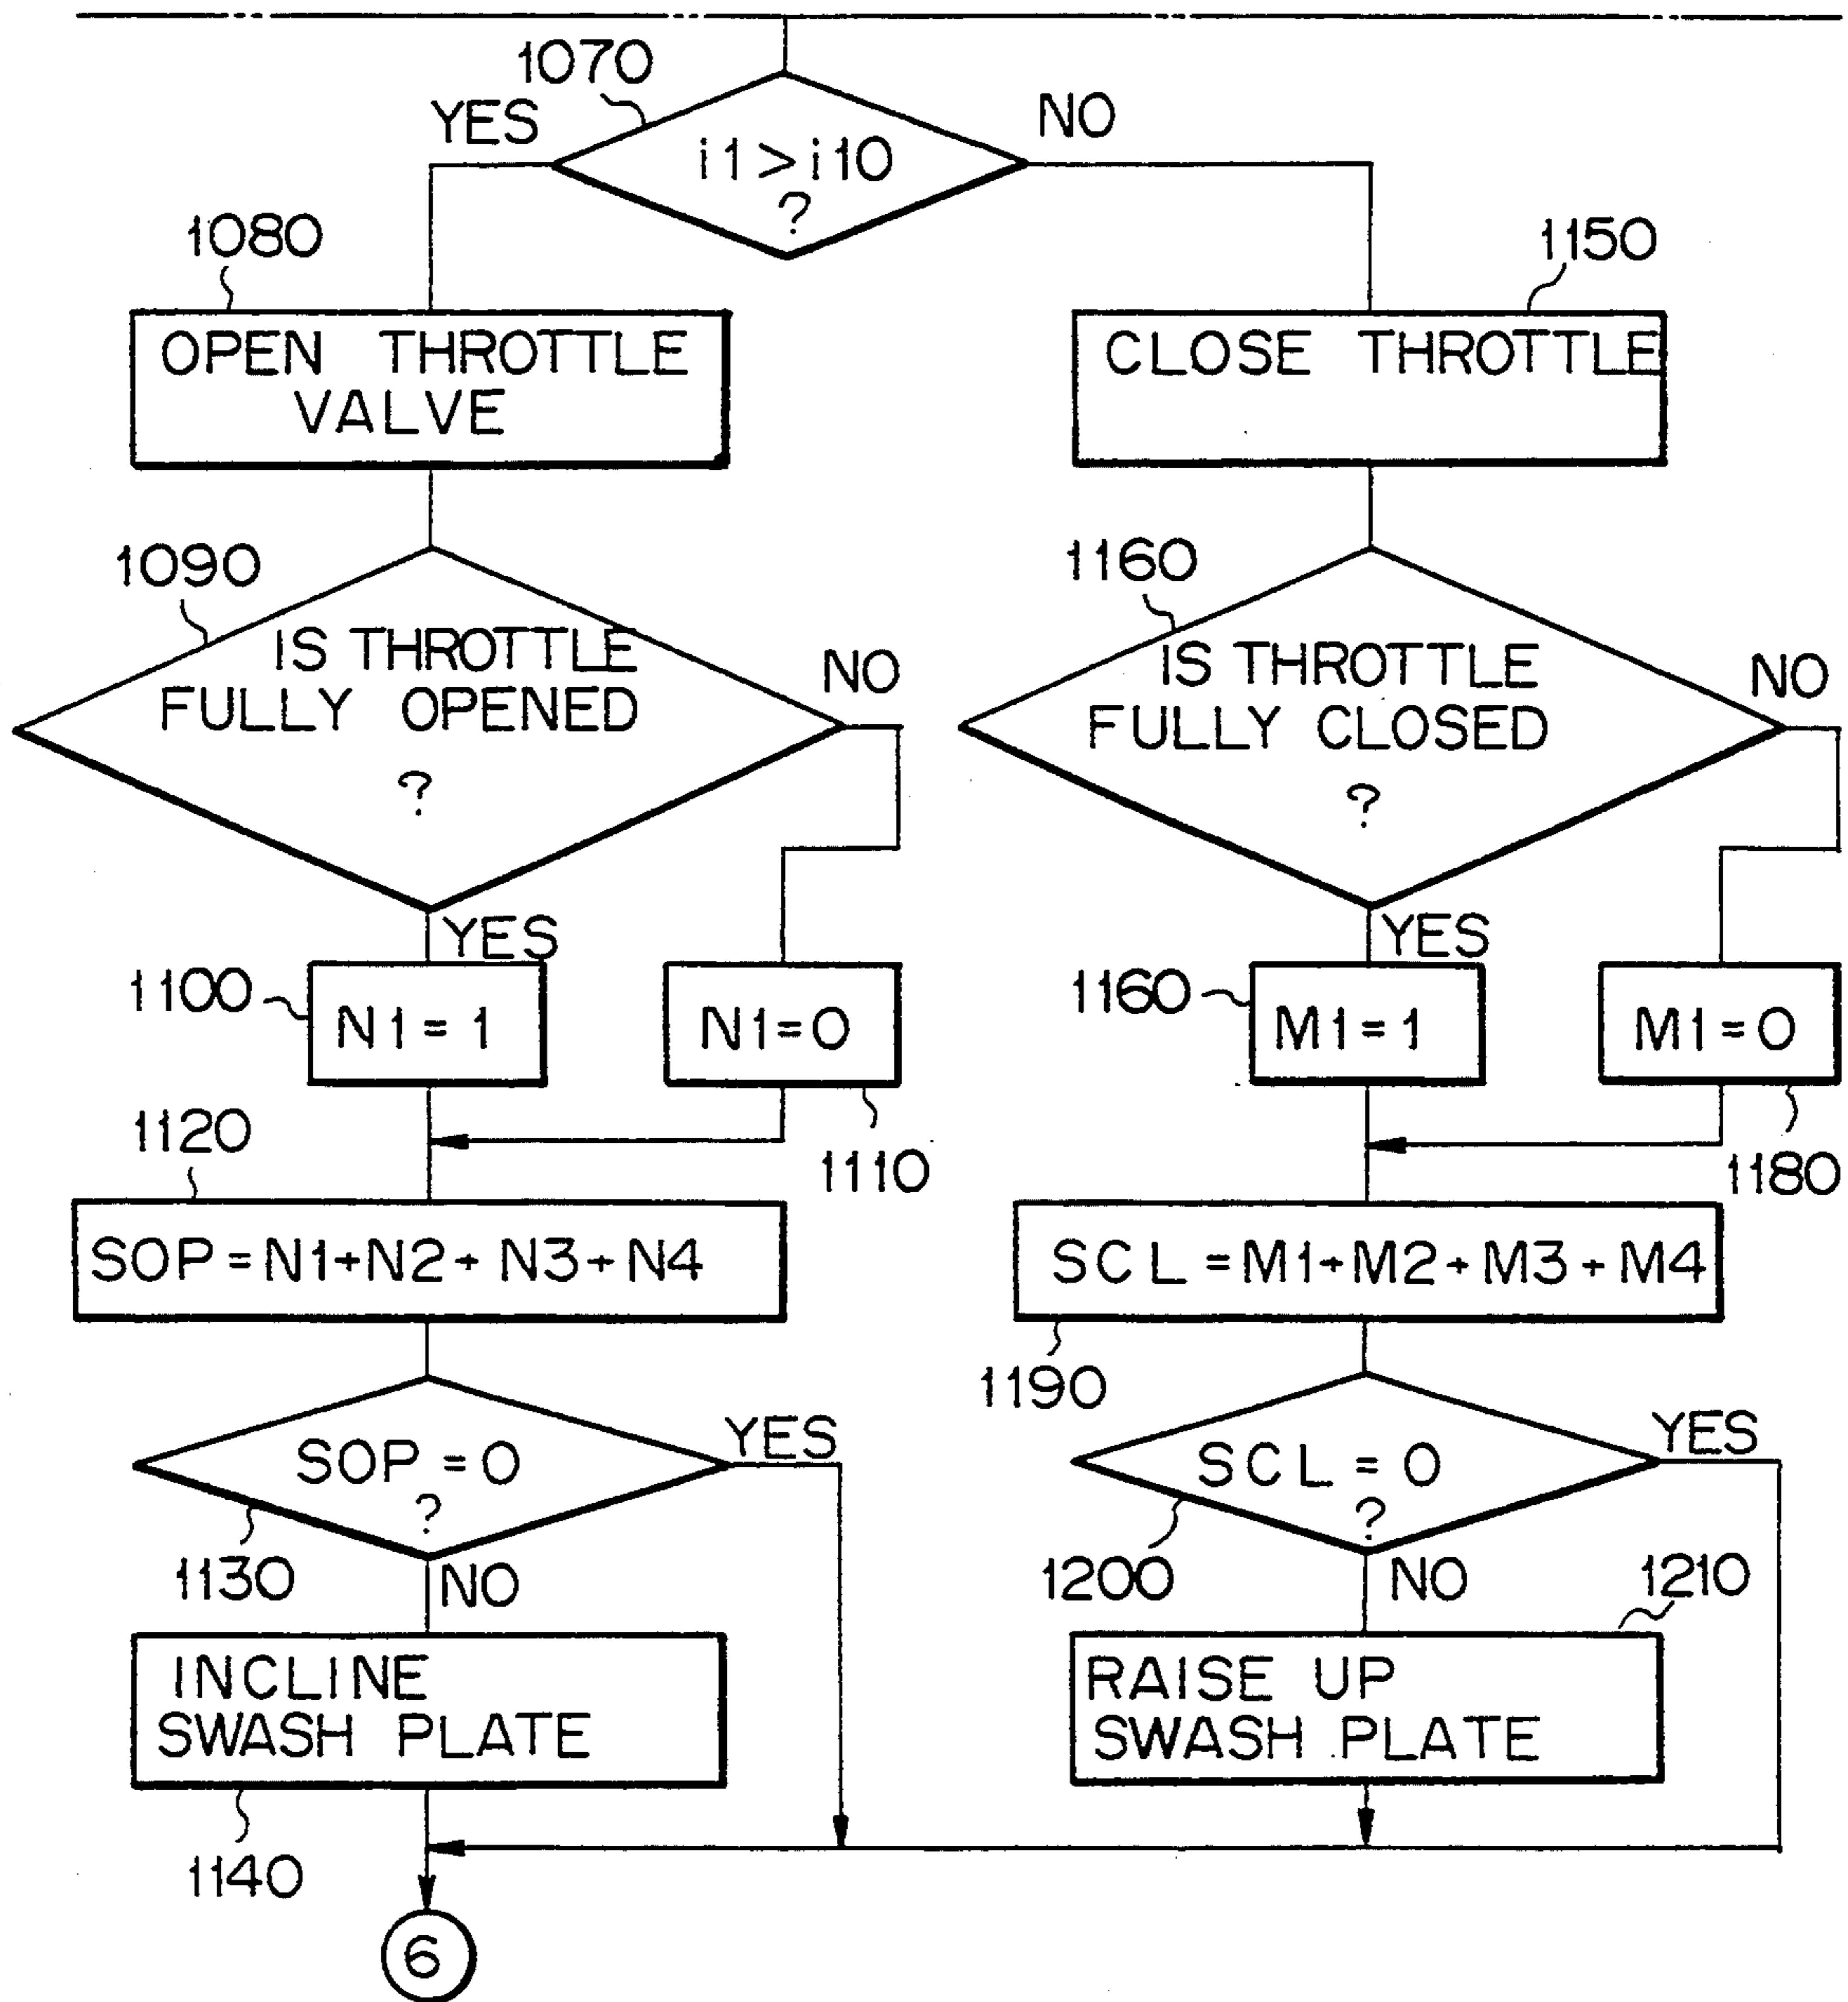 1070
YES
NO
i1>i10
?
1080
OPEN THROTTLE
VALVE
1150
CLOSE THROTTLE
1090
IS THROTTLE
FULLY OPENED
?
NO
YES
1160
IS THROTTLE
FULLY CLOSED
?
NO
YES
1100
N1=1
N1=0
1110
1160
M1=1
M1=0
1180
1120
SOP=N1+N2+N3+N4
SCL=M1+M2+M3+M4
1190
SOP=0
?
YES
1130
NO
SCL=0
?
YES
1200
NO
1210
INCLINE
SWASH PLATE
1140
RAISE UP
SWASH PLATE
6